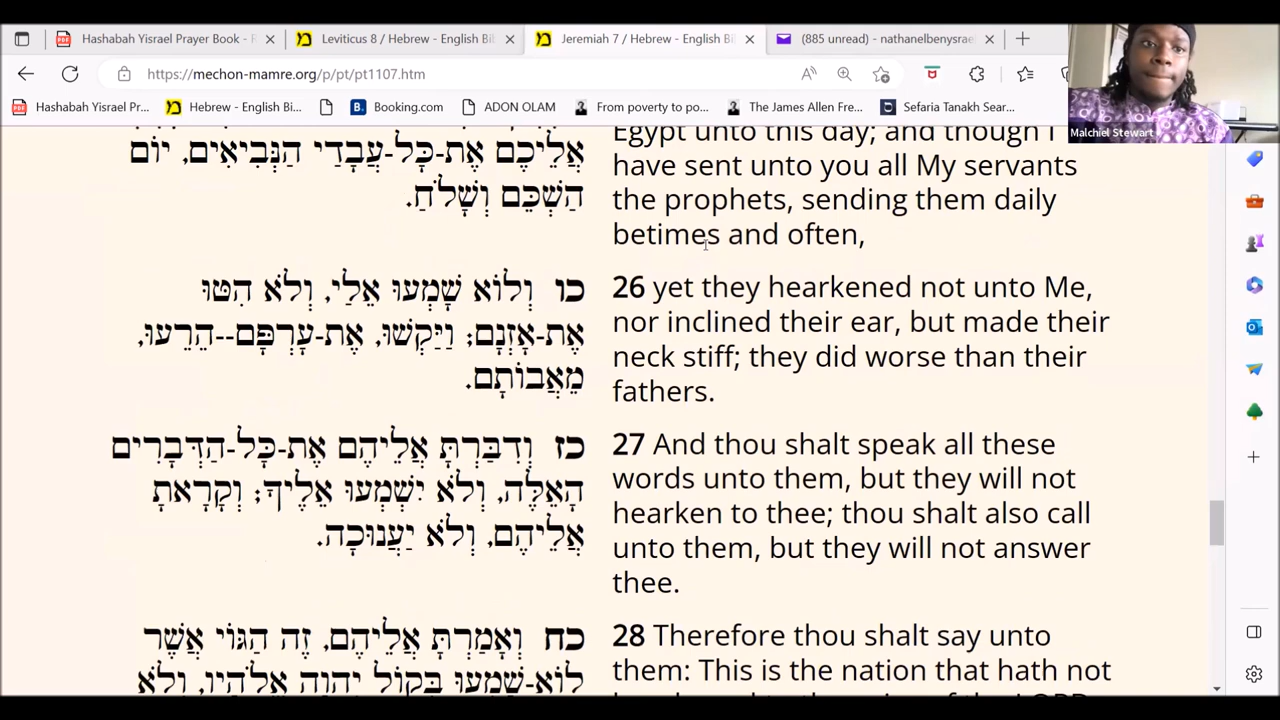 Hashabah Yisrael Prayer Book - R
Leviticus 8 / Hebrew - English Bib
Jeremiah 7 / Hebrew - English Bib
(885 unread) - nathanelbenysrae
https://mechon-mamre.org/p/pt/pt1107.htm
Hashabah Yisrael Pr...
Hebrew - English Bi...
Booking.com
ADON OLAM
From poverty to po...
The James Allen Fre...
Sefaria Tanakh Sear...
Malchiel Stewart
אֲלֵיכֶם אֶת-כָּל-עֲבָדַי הַנְּבִיאִים, יוֹם
הַשְׁכֵּם וְשָׁלֹחַ.
Egypt unto this day; and though I
have sent unto you all My servants
the prophets, sending them daily
betimes and often,
כו וְלוֹא שָׁמְעוּ אֵלַי, וְלֹא הִטּוּ
אֶת-אָזְנָם; וַיַּקְשׁוּ, אֶת-עָרְפָּם--הֵרֵעוּ,
מֵאֲבוֹתָם.
26 yet they hearkened not unto Me,
nor inclined their ear, but made their
neck stiff; they did worse than their
fathers.
כז וְדִבַּרְתָּ אֲלֵיהֶם אֶת-כָּל-הַדְּבָרִים
הָאֵלֶּה, וְלֹא יִשְׁמְעוּ אֵלֶיךָ; וְקָרָאתָ
אֲלֵיהֶם, וְלֹא יַעֲנוּכָה.
27 And thou shalt speak all these
words unto them, but they will not
hearken to thee; thou shalt also call
unto them, but they will not answer
thee.
כח וְאָמַרְתָּ אֲלֵיהֶם, זֶה הַגּוֹי אֲשֶׁר
לוֹא-שָׁמְעוּ בְּקוֹל יְהוָה אֱלֹהָיו, וְלֹא
28 Therefore thou shalt say unto
them: This is the nation that hath not